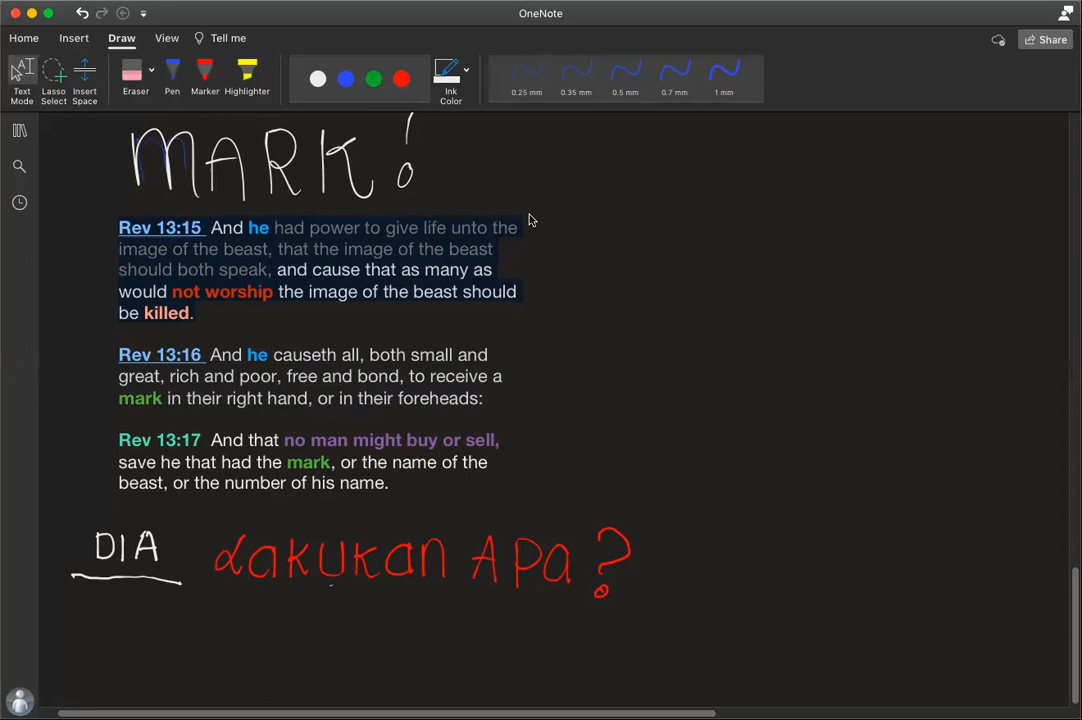 OneNote
Home Insert Draw View Tell me
Share
Text Mode
Lasso Select
Insert Space
Eraser
Pen
Marker
Highlighter
Ink Color
0.25 mm 0.35 mm 0.5 mm 0.7 mm 1 mm
MARK!
Rev 13:15 And he had power to give life unto the
image of the beast, that the image of the beast
should both speak, and cause that as many as
would not worship the image of the beast should
be killed.
Rev 13:16 And he causeth all, both small and
great, rich and poor, free and bond, to receive a
mark in their right hand, or in their foreheads:
Rev 13:17 And that no man might buy or sell,
save he that had the mark, or the name of the
beast, or the number of his name.
DIA Lakukan Apa?